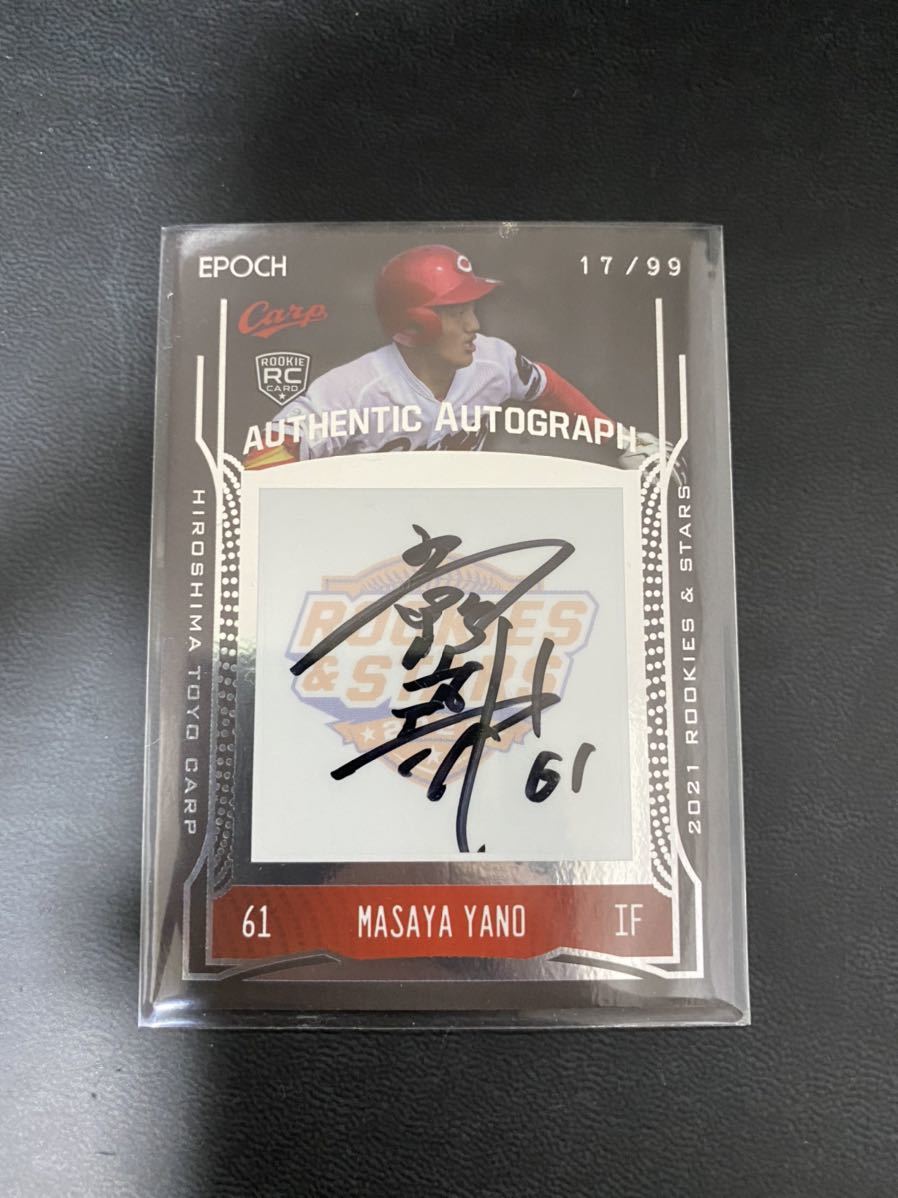 EPOCH
17/99
Carp
ROOKIE
RC
CARD
AUTHENTIC AUTOGRAPH
HIROSHIMA TOYO CARP
2021 ROOKIES & STARS
ROOKIES
& STARS
61
61
MASAYA YANO
IF